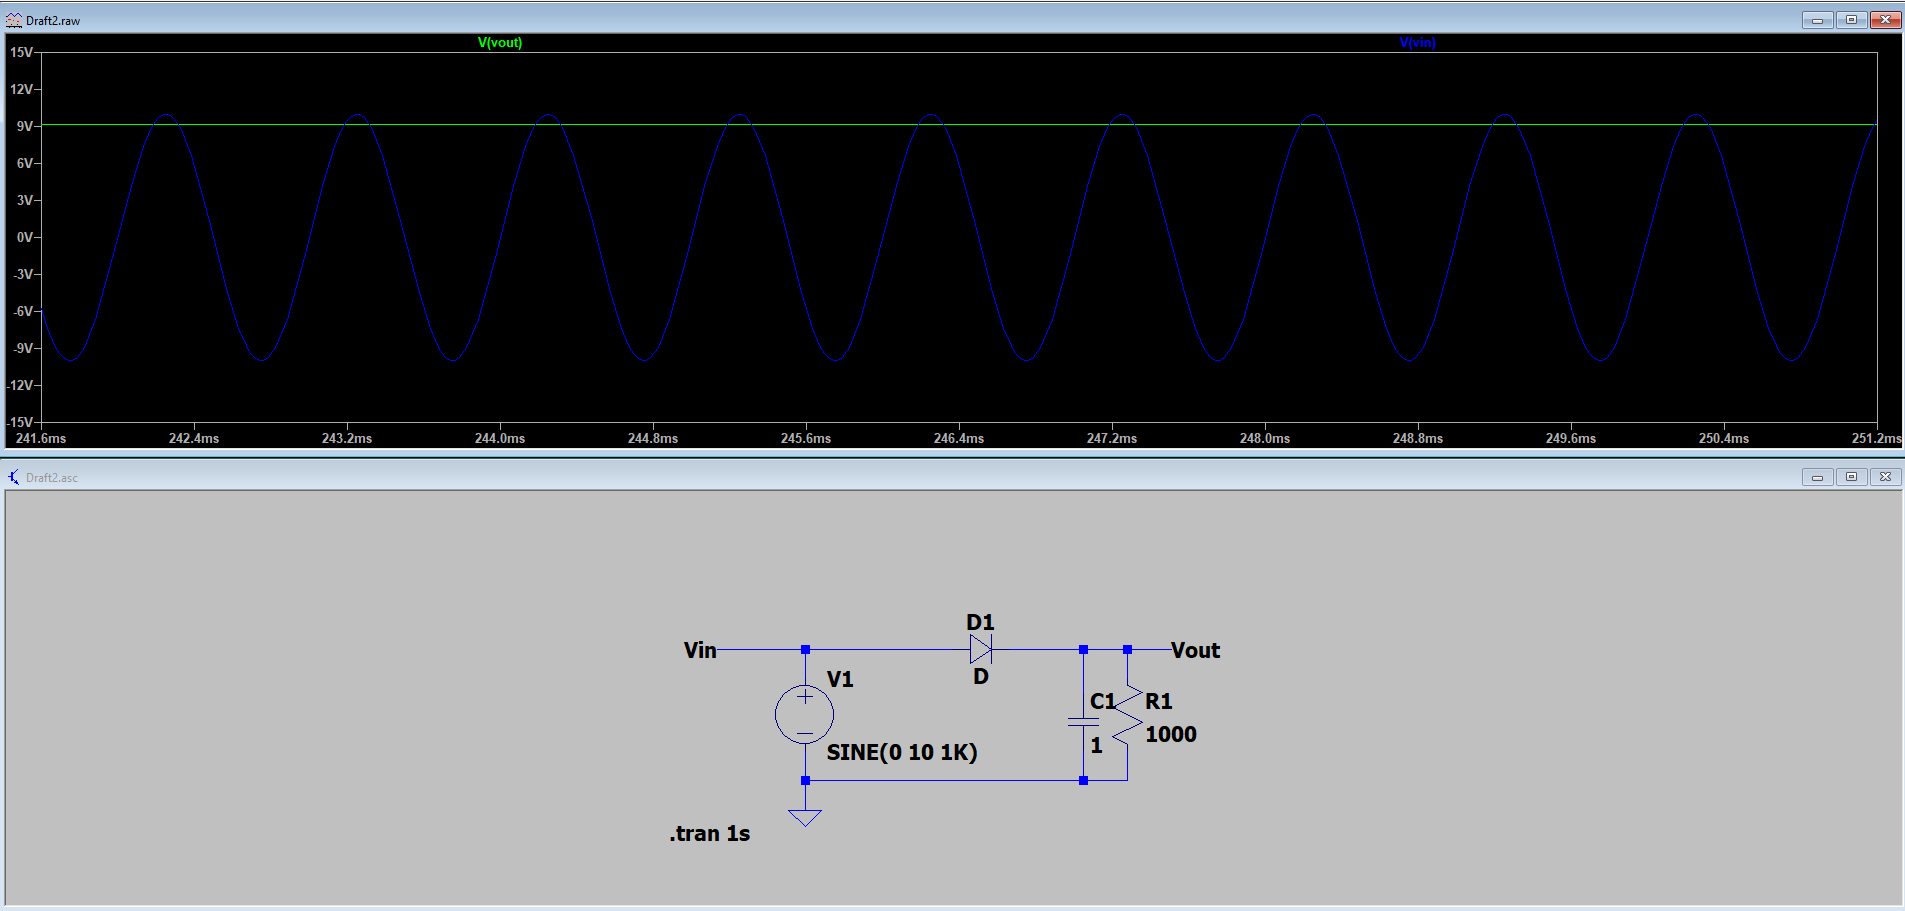 Draft2.raw
V(vout)
V(vin)
15V
12V
9V
6V
3V
0V
-3V
-6V
-9V
-12V
-15V
241.6ms 242.4ms 243.2ms 244.0ms 244.8ms 245.6ms 246.4ms 247.2ms 248.0ms 248.8ms 249.6ms 250.4ms 251.2ms
Draft2.asc
D1
Vin
Vout
D
V1
C1
R1
1000
1
SINE(0 10 1K)
.tran 1s